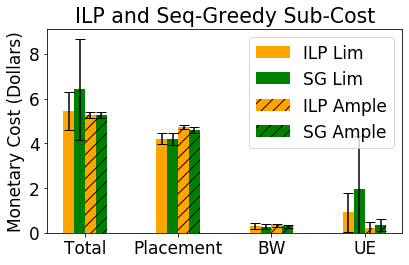 ILP and Seq-Greedy Sub-Cost
Monetary Cost (Dollars)
8
6
4
2
0
ILP Lim
SG Lim
ILP Ample
SG Ample
Total Placement BW UE